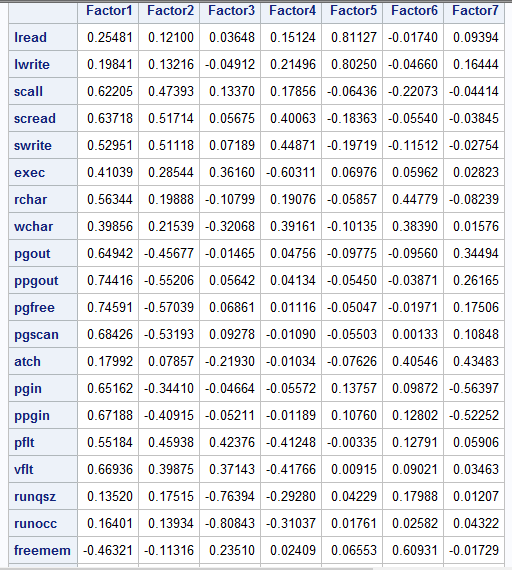 Factor1 Factor2 Factor3 Factor4 Factor5 Factor6 Factor7
lread 0.25481 0.12100 0.03648 0.15124 0.81127 -0.01740 0.09394
lwrite 0.19841 0.13216 -0.04912 0.21496 0.80250 -0.04660 0.16444
scall 0.62205 0.47393 0.13370 0.17856 -0.06436 -0.22073 -0.04414
scread 0.63718 0.51714 0.05675 0.40063 -0.18363 -0.05540 -0.03845
swrite 0.52951 0.51118 0.07189 0.44871 -0.19719 -0.11512 -0.02754
exec 0.41039 0.28544 0.36160 -0.60311 0.06976 0.05962 0.02823
rchar 0.56344 0.19888 -0.10799 0.19076 -0.05857 0.44779 -0.08239
wchar 0.39856 0.21539 -0.32068 0.39161 -0.10135 0.38390 0.01576
pgout 0.64942 -0.45677 -0.01465 0.04756 -0.09775 -0.09560 0.34494
ppgout 0.74416 -0.55206 0.05642 0.04134 -0.05450 -0.03871 0.26165
pgfree 0.74591 -0.57039 0.06861 0.01116 -0.05047 -0.01971 0.17506
pgscan 0.68426 -0.53193 0.09278 -0.01090 -0.05503 0.00133 0.10848
atch 0.17992 0.07857 -0.21930 -0.01034 -0.07626 0.40546 0.43483
pgin 0.65162 -0.34410 -0.04664 -0.05572 0.13757 0.09872 -0.56397
ppgin 0.67188 -0.40915 -0.05211 -0.01189 0.10760 0.12802 -0.52252
pflt 0.55184 0.45938 0.42376 -0.41248 -0.00335 0.12791 0.05906
vflt 0.66936 0.39875 0.37143 -0.41766 0.00915 0.09021 0.03463
runqsz 0.13520 0.17515 -0.76394 -0.29280 0.04229 0.17988 0.01207
runocc 0.16401 0.13934 -0.80843 -0.31037 0.01761 0.02582 0.04322
freemem -0.46321 -0.11316 0.23510 0.02409 0.06553 0.60931 -0.01729